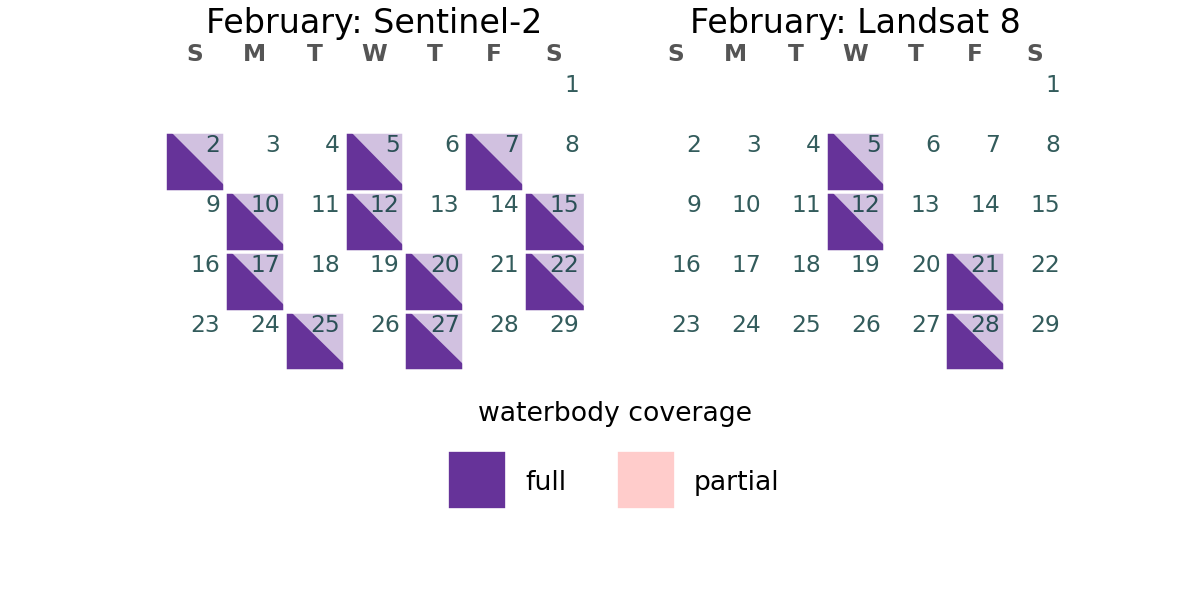 February: Sentinel-2
S M T W T F S
1
2 3 4 5 6 7 8
9 10 11 12 13 14 15
16 17 18 19 20 21 22
23 24 25 26 27 28 29
February: Landsat 8
S M T W T F S
1
2 3 4 5 6 7 8
9 10 11 12 13 14 15
16 17 18 19 20 21 22
23 24 25 26 27 28 29
waterbody coverage
full partial